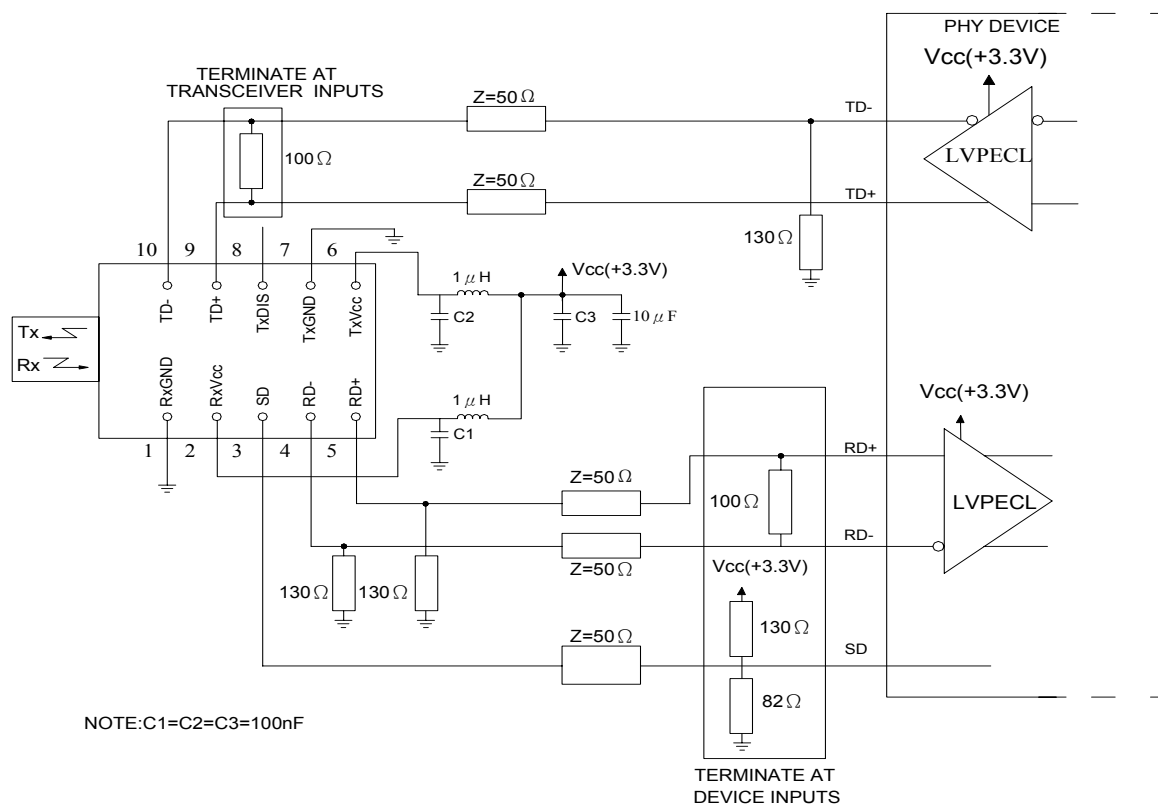 PHY DEVICE
Vcc(+3.3V)
TERMINATE AT
TRANSCEIVER INPUTS
Z=50Ω
TD-
100Ω
LVPECL
Z=50Ω
TD+
130Ω
10 9 8 7 6
TD- TD+ TxDIS TxGND TxVcc
1μH
Vcc(+3.3V)
C2
C3
10μF
Tx
Rx
RxGND RxVcc SD RD- RD+
1μH
C1
1 2 3 4 5
Vcc(+3.3V)
RD+
Z=50Ω
100Ω
LVPECL
RD-
Z=50Ω
Vcc(+3.3V)
130Ω 130Ω
130Ω
Z=50Ω
SD
82Ω
NOTE:C1=C2=C3=100nF
TERMINATE AT
DEVICE INPUTS